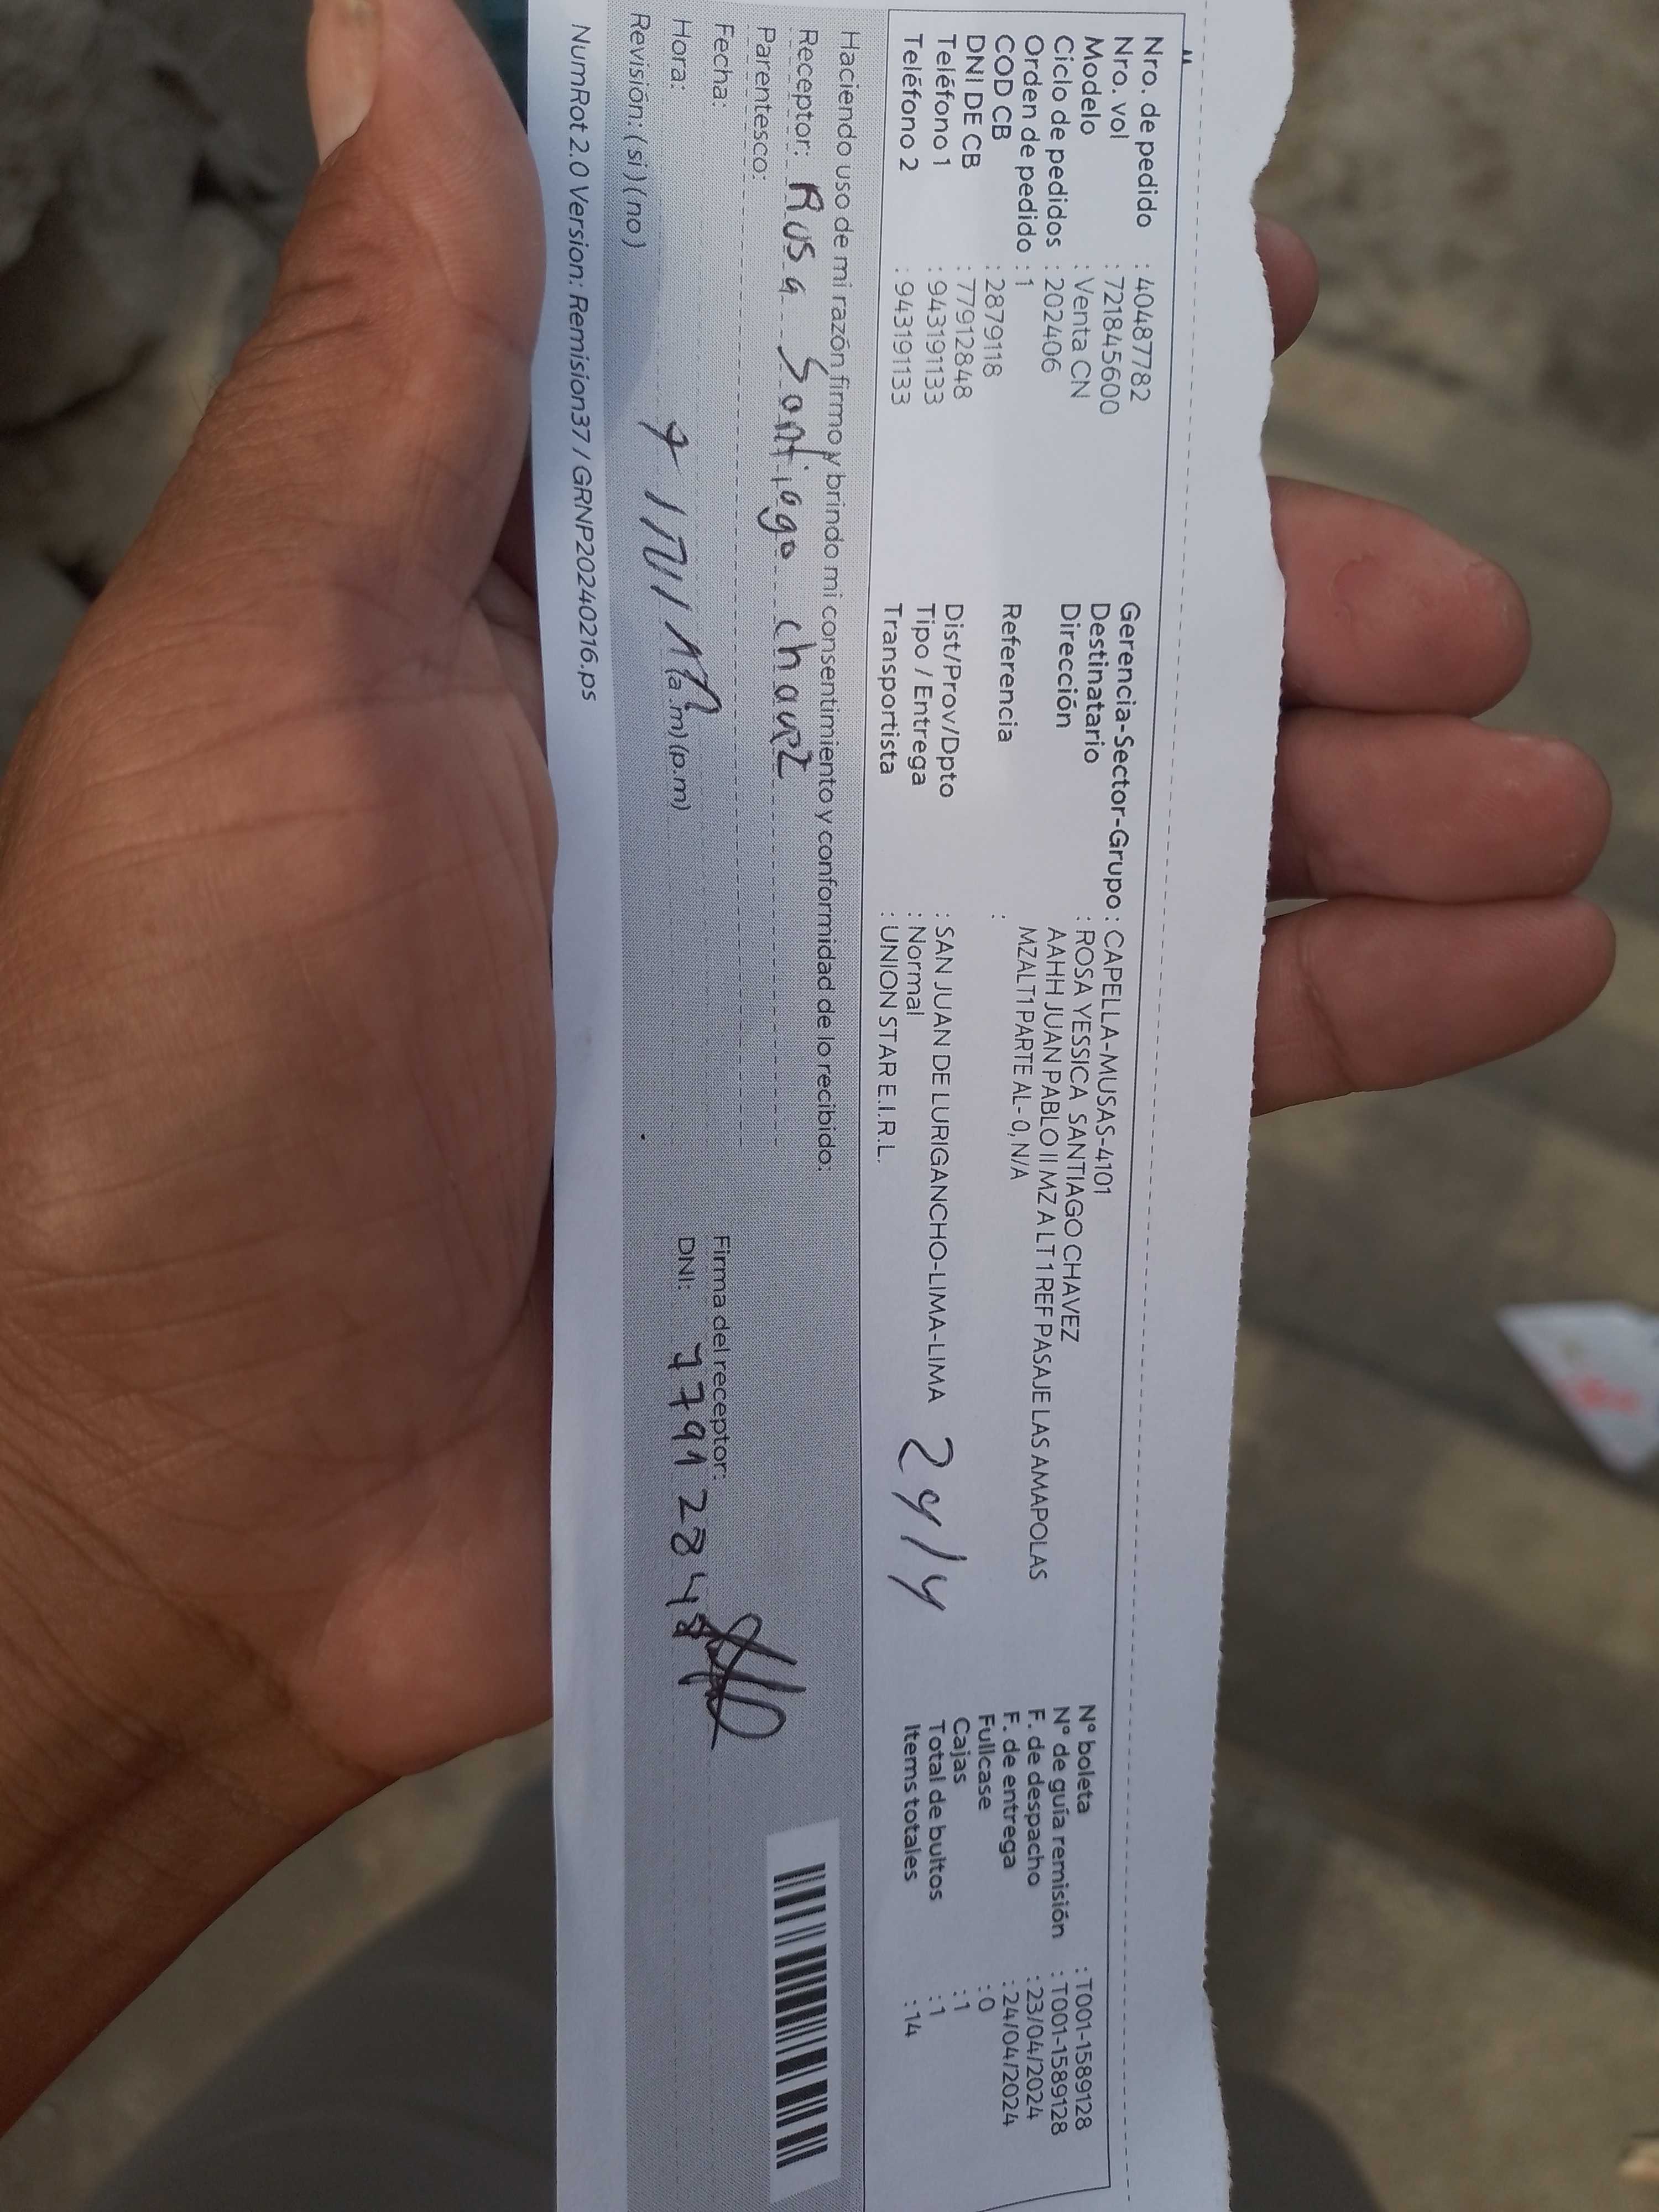 Nro. de pedido : 40487782
Nro. vol : 721845600
Modelo : Venta CN
Ciclo de pedidos : 202406
Orden de pedido : 1
COD CB : 2879118
DNI DE CB : 77912848
Teléfono 1 : 943191133
Teléfono 2 : 943191133
Gerencia-Sector-Grupo : CAPELLA-MUSAS-4101
Destinatario : ROSA YESSICA SANTIAGO CHAVEZ
Dirección AAHH JUAN PABLO II MZ A LT 1 REF PASAJE LAS AMAPOLAS
MZALT1 PARTE AL- 0, N/A
Referencia :
Dist/Prov/Dpto : SAN JUAN DE LURIGANCHO-LIMA-LIMA
Tipo / Entrega : Normal
Transportista : UNION STAR E.I.R.L.
24/4
N° boleta : T001-1589128
N° de guía remisión : T001-1589128
F. de despacho : 23/04/2024
F. de entrega : 24/04/2024
Fullcase : 0
Cajas : 1
Total de bultos : 1
Items totales : 14
Haciendo uso de mi razón firmo y brindo mi consentimiento y conformidad de lo recibido:
Receptor: Rosa Santiago chavez
Parentesco:
Fecha:
Hora: (a.m) (p.m)
Revisión: (si) (no)
Firma del receptor:
DNI: 77912848
NumRot 2.0 Version: Remision37 / GRNP20240216.ps